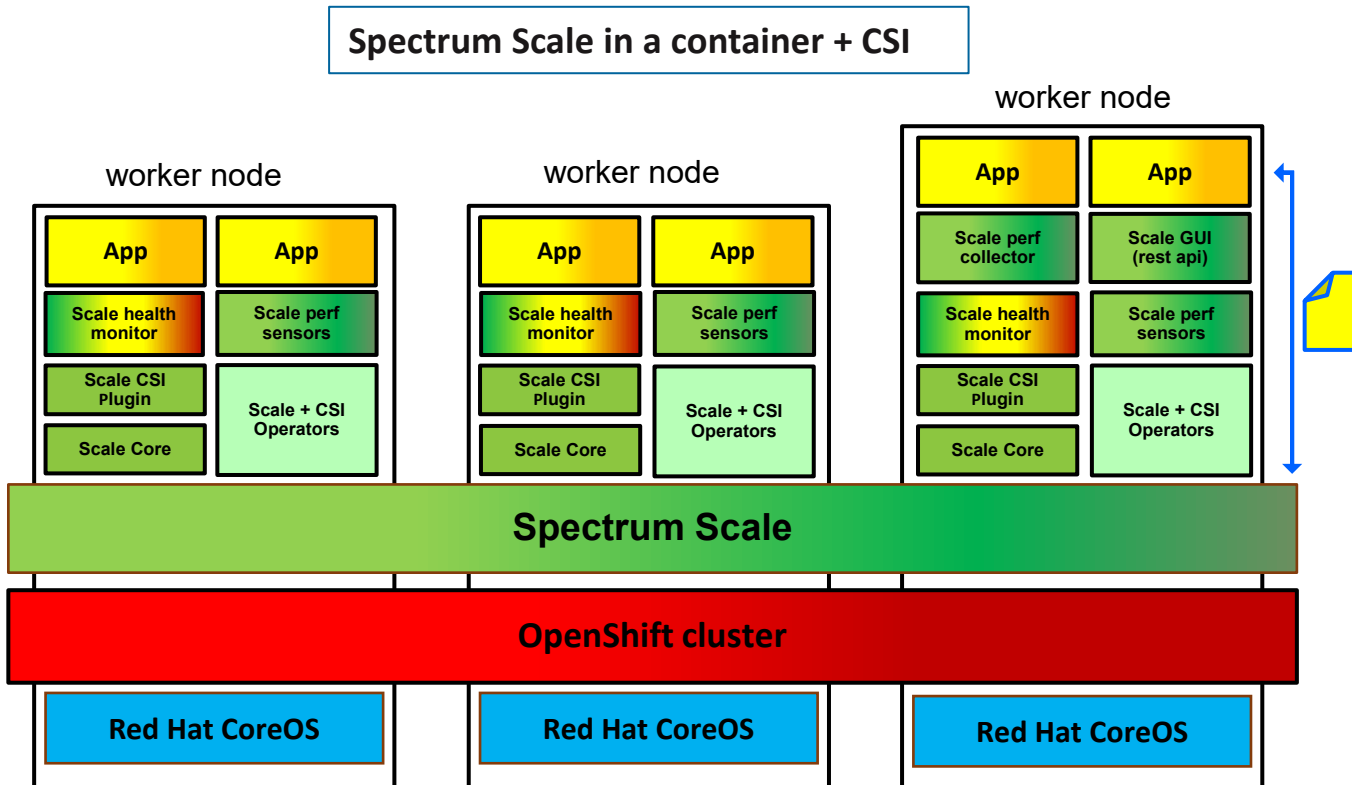 Spectrum Scale in a container + CSI
worker node
App
App
Scale health
monitor
Scale perf
sensors
Scale CSI
Plugin
Scale Core
Scale + CSI
Operators
worker node
App
App
Scale health
monitor
Scale perf
sensors
Scale CSI
Plugin
Scale Core
Scale + CSI
Operators
worker node
App
App
Scale perf
collector
Scale GUI
(rest api)
Scale health
monitor
Scale perf
sensors
Scale CSI
Plugin
Scale Core
Scale + CSI
Operators
Spectrum Scale
OpenShift cluster
Red Hat CoreOS
Red Hat CoreOS
Red Hat CoreOS